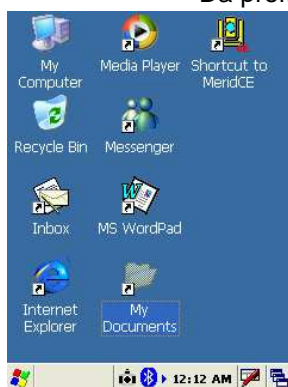 My Computer
Media Player
Shortcut to MeridCE
Recycle Bin
Messenger
Inbox
MS WordPad
Internet Explorer
My Documents
12:12 AM